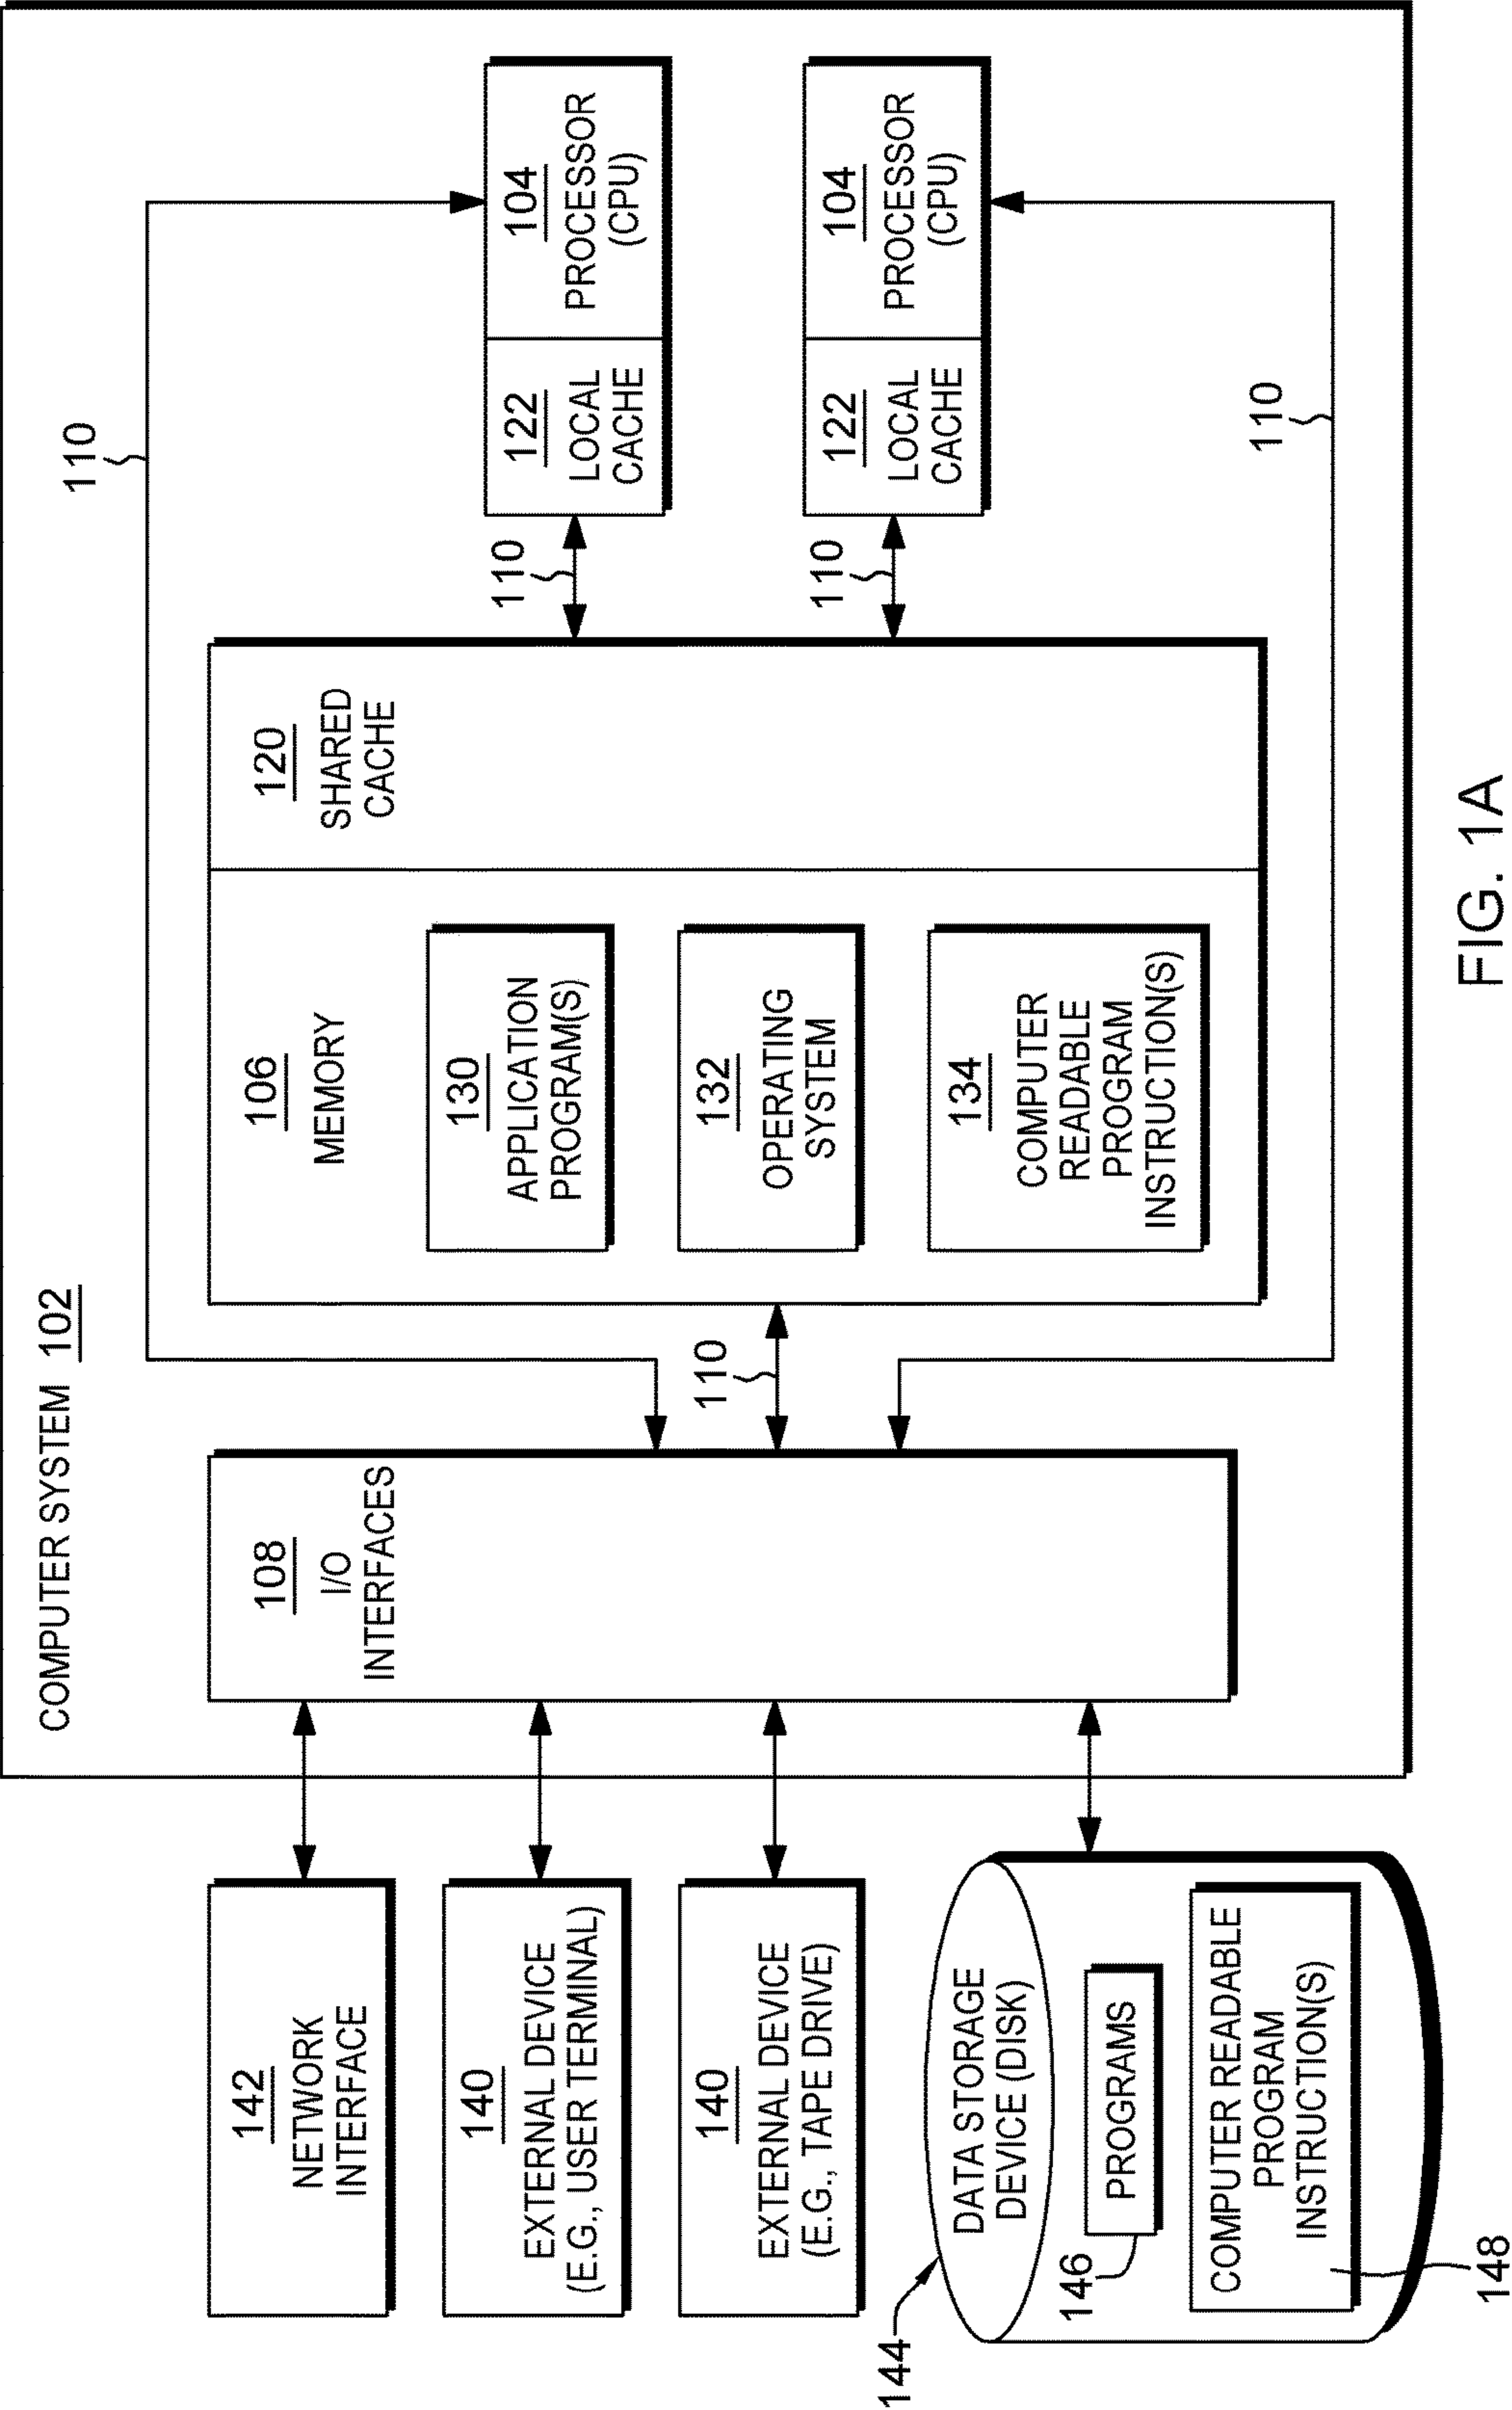 COMPUTER SYSTEM 102
110
142
NETWORK
INTERFACE
108
I/O
INTERFACES
106
MEMORY
120
SHARED
CACHE
140
EXTERNAL DEVICE
(E.G., USER TERMINAL)
130
APPLICATION
PROGRAM(S)
110
122
LOCAL
CACHE
104
PROCESSOR
(CPU)
140
EXTERNAL DEVICE
(E.G., TAPE DRIVE)
110
132
OPERATING
SYSTEM
110
122
LOCAL
CACHE
104
PROCESSOR
(CPU)
144
DATA STORAGE
DEVICE (DISK)
134
COMPUTER
READABLE
PROGRAM
INSTRUCTION(S)
146
PROGRAMS
COMPUTER READABLE
PROGRAM
INSTRUCTION(S)
110
148
FIG. 1A